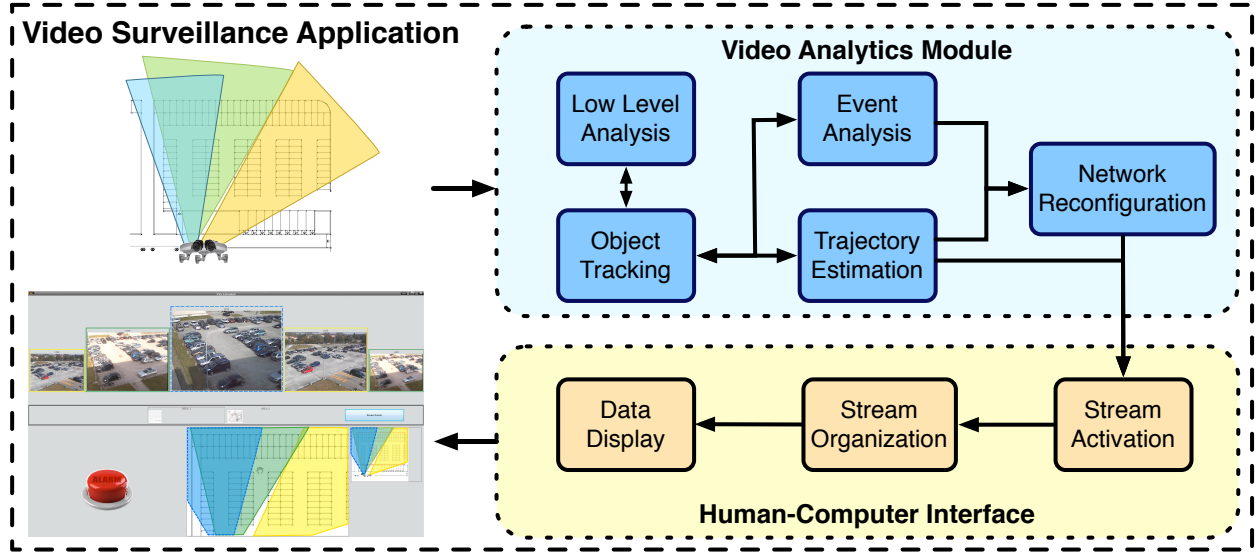 Video Surveillance Application
Video Analytics Module
Low Level
Analysis
Event
Analysis
Network
Reconfiguration
Object
Tracking
Trajectory
Estimation
ALARM
Data
Display
Stream
Organization
Stream
Activation
Human-Computer Interface